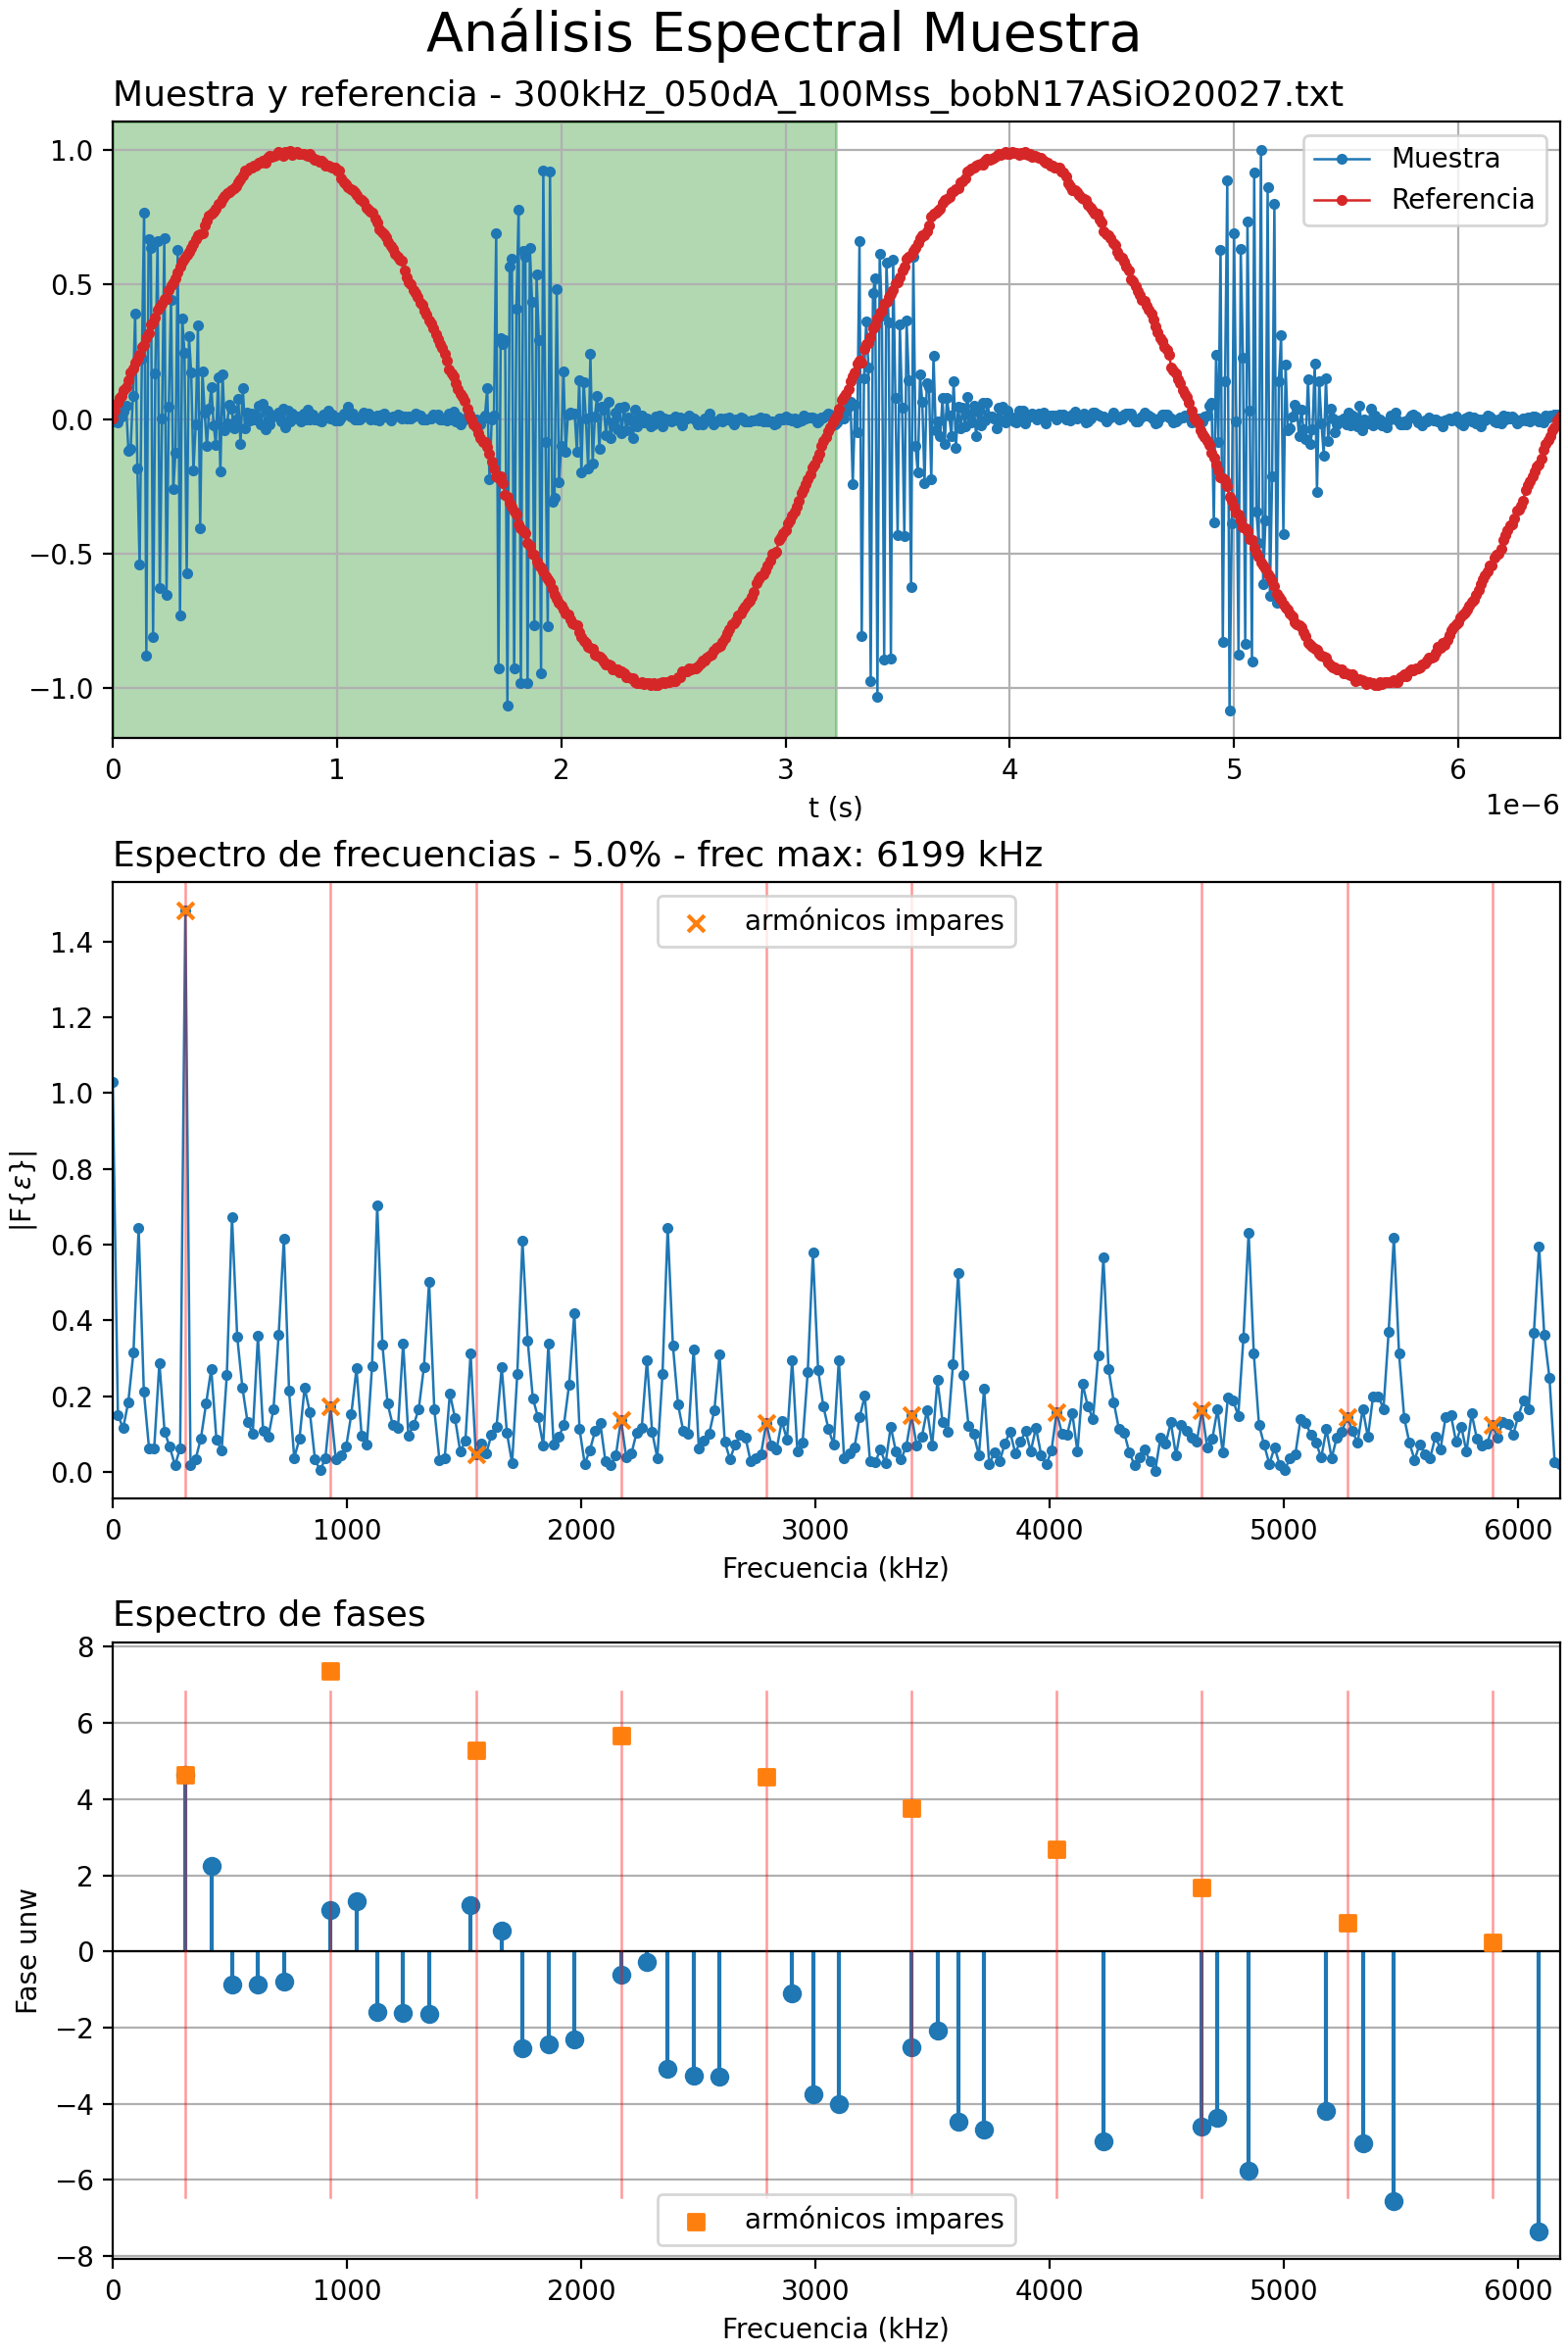 Análisis Espectral Muestra
Muestra y referencia - 300kHz_050dA_100Mss_bobN17ASiO20027.txt
Muestra
Referencia
1.0
0.5
0.0
−0.5
−1.0
0 1 2 3 4 5 6
t (s)
1e−6
Espectro de frecuencias - 5.0% - frec max: 6199 kHz
armónicos impares
1.4
1.2
1.0
0.8
0.6
0.4
0.2
0.0
|F{ε}|
0 1000 2000 3000 4000 5000 6000
Frecuencia (kHz)
Espectro de fases
8
6
4
2
0
−2
−4
−6
−8
Fase unw
armónicos impares
0 1000 2000 3000 4000 5000 6000
Frecuencia (kHz)